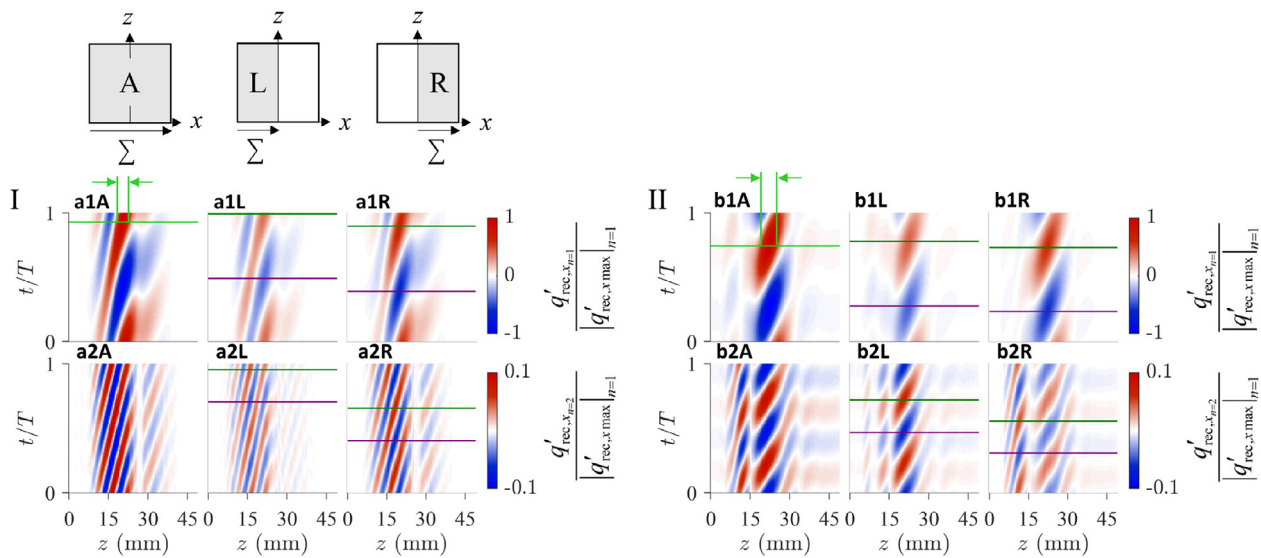 z z z
A L R
x x x
Σ Σ Σ
I a1A a1L a1R
1 1
t/T 0
0 -1
q′rec,xn=1
|q′rec,x max|n=1
a2A a2L a2R
1 0.1
t/T
0 -0.1
q′rec,xn=2
|q′rec,x max|n=1
0 15 30 45 0 15 30 45 0 15 30 45
z (mm) z (mm) z (mm)
II b1A b1L b1R
1 1
t/T 0
0 -1
q′rec,xn=1
|q′rec,x max|n=1
b2A b2L b2R
1 0.1
t/T
0 -0.1
q′rec,xn=2
|q′rec,x max|n=1
0 15 30 45 0 15 30 45 0 15 30 45
z (mm) z (mm) z (mm)